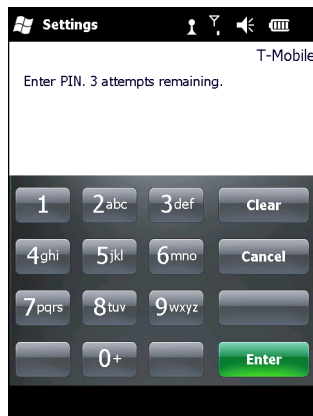 Settings
T-Mobile
Enter PIN. 3 attempts remaining.
1 2abc 3def Clear
4ghi 5jkl 6mno Cancel
7pqrs 8tuv 9wxyz
0+ Enter